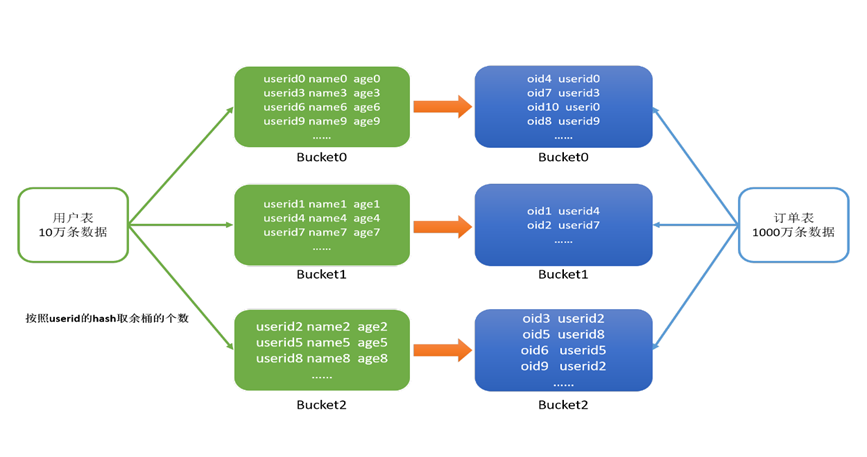 用户表
10万条数据
按照userid的hash取余桶的个数
userid0 name0 age0
userid3 name3 age3
userid6 name6 age6
userid9 name9 age9
......
Bucket0
userid1 name1 age1
userid4 name4 age4
userid7 name7 age7
......
Bucket1
userid2 name2 age2
userid5 name5 age5
userid8 name8 age8
......
Bucket2
oid4 userid0
oid7 userid3
oid10 useri0
oid8 userid9
......
Bucket0
oid1 userid4
oid2 userid7
......
Bucket1
oid3 userid2
oid5 userid8
oid6 userid5
oid9 userid2
......
Bucket2
订单表
1000万条数据